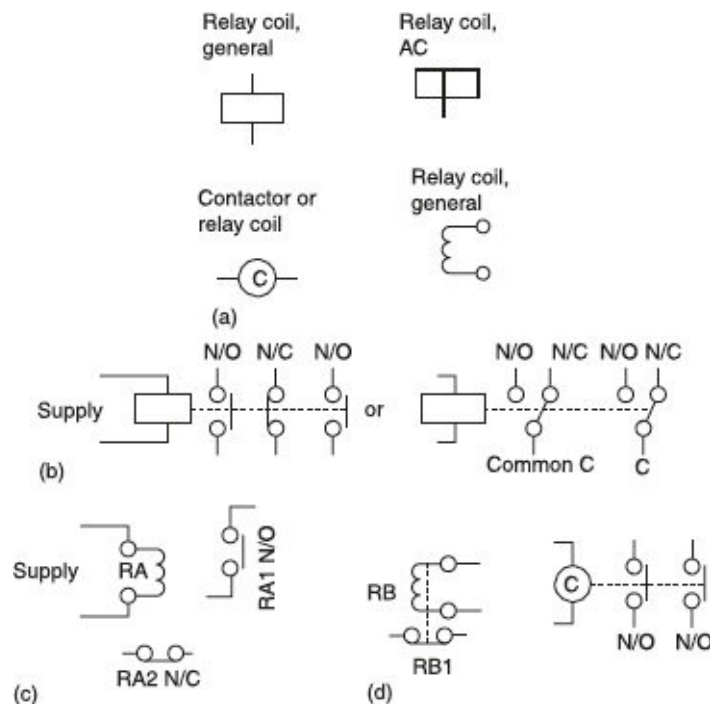 Relay coil,
general
Relay coil,
AC
Contactor or
relay coil
C
Relay coil,
general
(a)
N/O N/C N/O
Supply
or
N/O N/C N/O N/C
Common C
C
(b)
Supply
RA
RA1 N/O
RA2 N/C
(c)
RB
RB1
C
N/O N/O
(d)